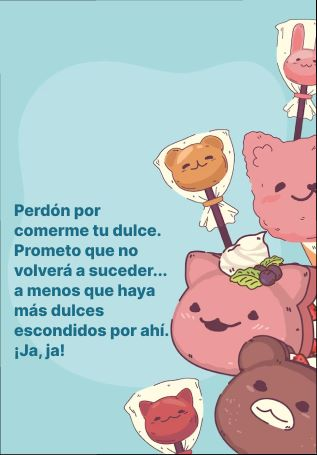 Perdón por
comerme tu dulce.
Prometo que no
volverá a suceder...
a menos que haya
más dulces
escondidos por ahí.
¡Ja, ja!